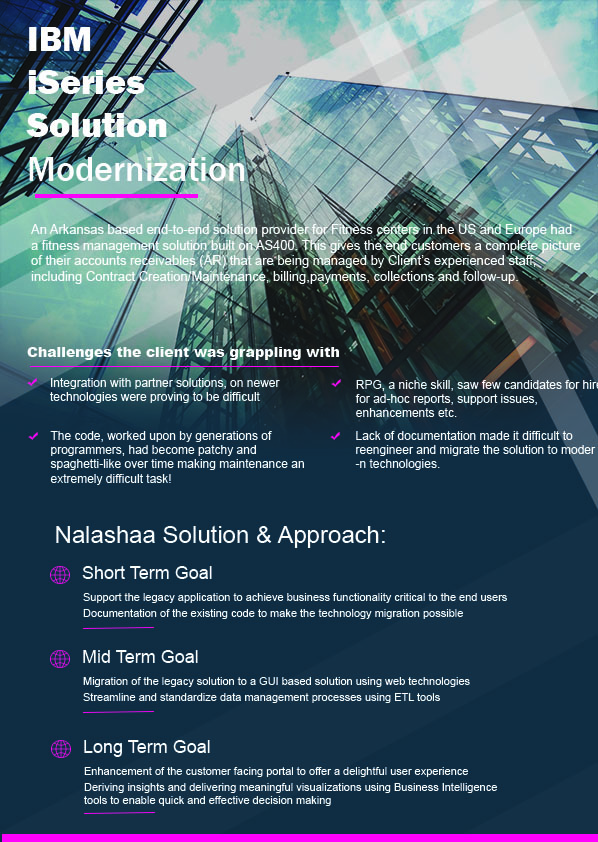 IBM
iSeries
Solution
Modernization
An Arkansas based end-to-end solution provider for Fitness centers in the US and Europe had
a fitness management solution built on AS400. This gives the end customers a complete picture
of their accounts receivables (AR) that are being managed by Client's experienced staff,
including Contract Creation/Maintenance, billing,payments, collections and follow-up.
Challenges the client was grappling with
Integration with partner solutions, on newer
technologies were proving to be difficult
RPG, a niche skill, saw few candidates for hire
for ad-hoc reports, support issues,
enhancements etc.
The code, worked upon by generations of
programmers, had become patchy and
spaghetti-like over time making maintenance an
extremely difficult task!
Lack of documentation made it difficult to
reengineer and migrate the solution to moder
-n technologies.
Nalashaa Solution & Approach:
Short Term Goal
Support the legacy application to achieve business functionality critical to the end users
Documentation of the existing code to make the technology migration possible
Mid Term Goal
Migration of the legacy solution to a GUI based solution using web technologies
Streamline and standardize data management processes using ETL tools
Long Term Goal
Enhancement of the customer facing portal to offer a delightful user experience
Deriving insights and delivering meaningful visualizations using Business Intelligence
tools to enable quick and effective decision making